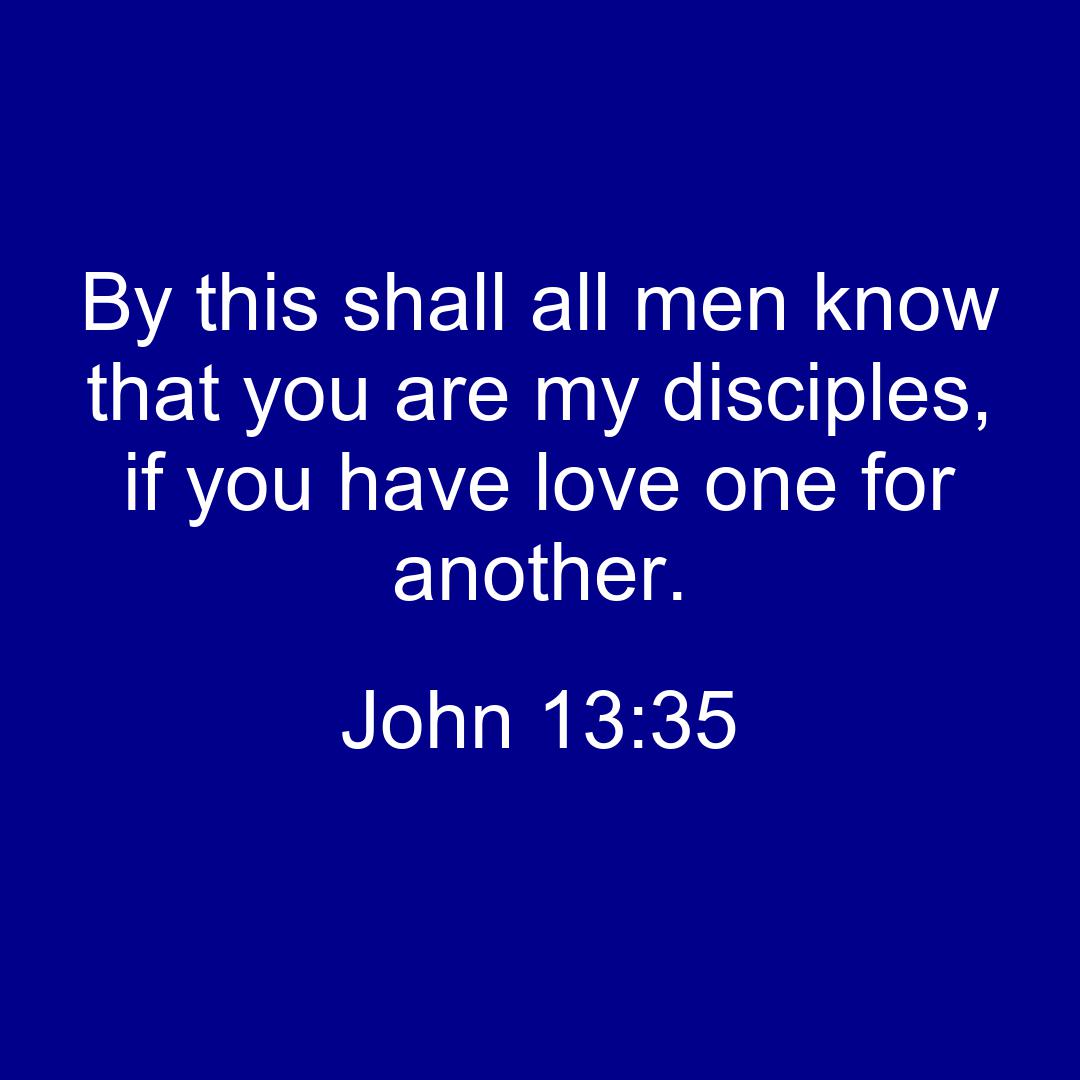 By this shall all men know
that you are my disciples,
if you have love one for
another.
John 13:35